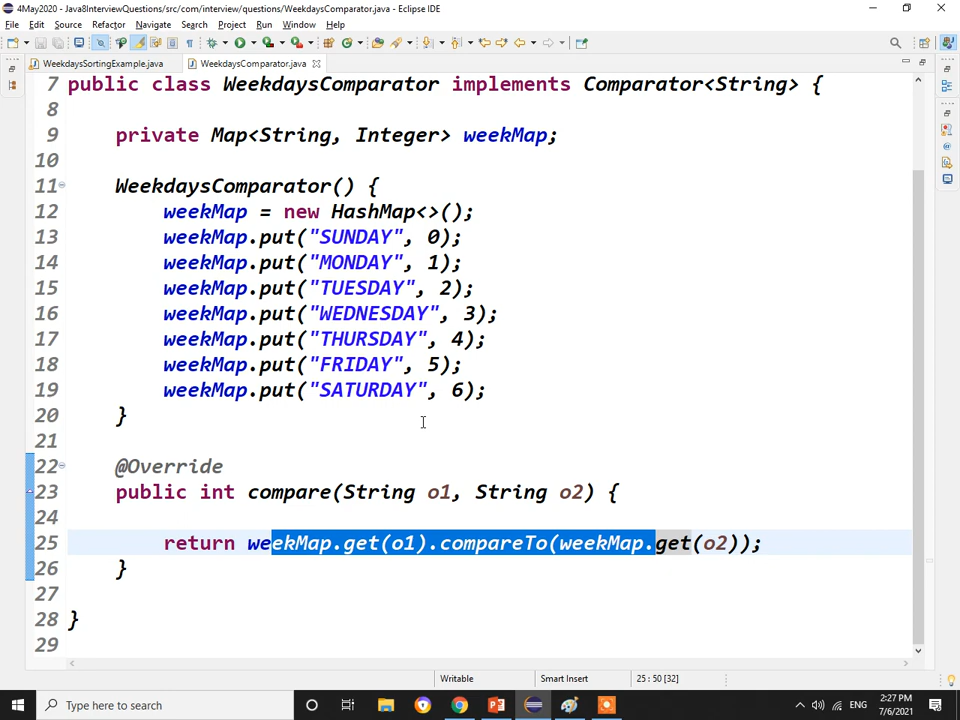 4May2020 - Java8InterviewQuestions/src/com/interview/questions/WeekdaysComparator.java - Eclipse IDE
File Edit Source Refactor Navigate Search Project Run Window Help
WeekdaysSortingExample.java WeekdaysComparator.java
7 public class WeekdaysComparator implements Comparator<String> {
8
9 private Map<String, Integer> weekMap;
10
11 WeekdaysComparator() {
12 weekMap = new HashMap<>();
13 weekMap.put("SUNDAY", 0);
14 weekMap.put("MONDAY", 1);
15 weekMap.put("TUESDAY", 2);
16 weekMap.put("WEDNESDAY", 3);
17 weekMap.put("THURSDAY", 4);
18 weekMap.put("FRIDAY", 5);
19 weekMap.put("SATURDAY", 6);
20 }
21
22 @Override
23 public int compare(String o1, String o2) {
24
25 return weekMap.get(o1).compareTo(weekMap.get(o2));
26 }
27
28 }
29
Writable Smart Insert 25 : 50 [32]
Type here to search
ENG
2:27 PM
7/6/2021